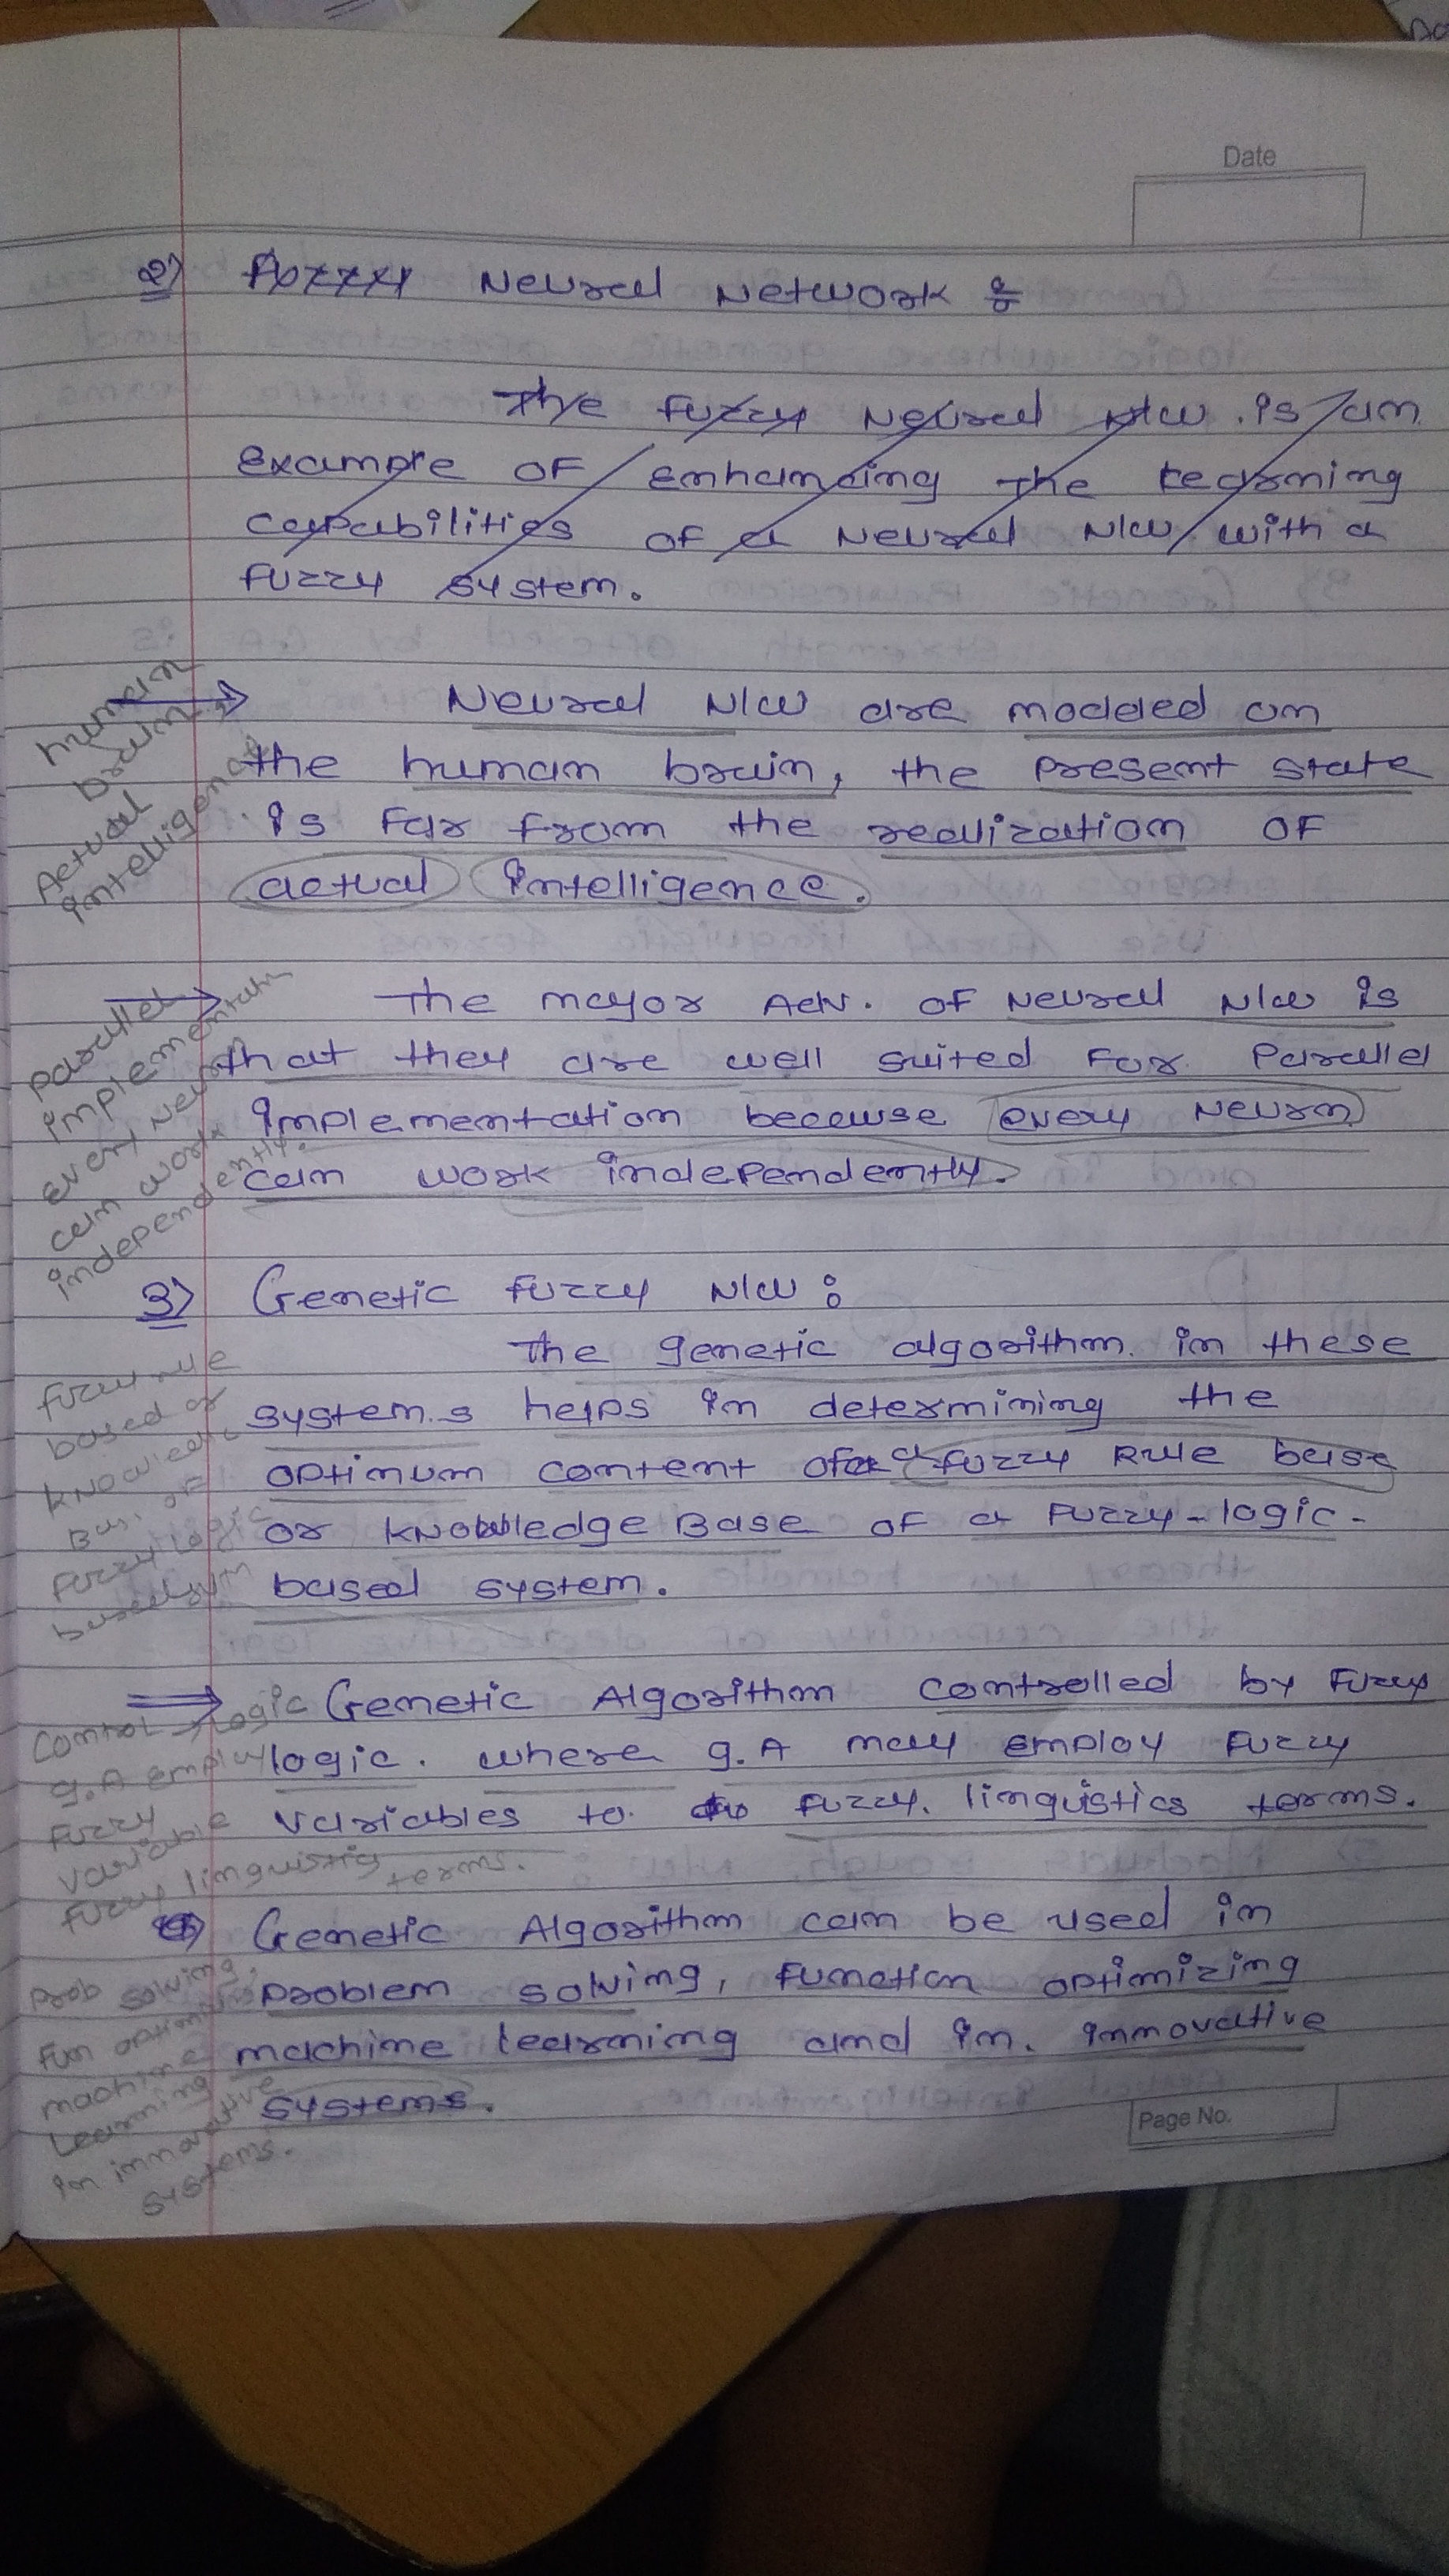 Date
2) Fuzzy Neural Network :
The fuzzy Neural N/W. is an
example OF enhancing the learning
capabilities of a Neural N/W with a
fuzzy system.
human
brain
Actual
intelligence
→ Neural N/W are modded on
the human brain, the present state
is far from the realization OF
actual intelligence.
parallel
implementation
Every Neuron
can work
independently.
→ The mayor Adv. OF Neural N/W is
that they are well suited For Parallel
implementation because every Neuron
can work independently.
3) Genetic fuzzy N/W :
fuzzy rule
based or
knowledge
Bas. of
fuzzy logic
based sym
The genetic algorithm. in these
system.s helps in determining the
optimum content of a fuzzy Rule base
or knowledge Base OF a Fuzzy-logic-
based system.
Control → logic
g.A employ
fuzzy
variable
fuzzy linguistic terms.
⇒ Genetic Algorithm controlled by Fuzzy
logic. where g.A may employ Fuzzy
variables to fuzzy. linguistics terms.
Genetic Algorithm can be used in
problem solving, function optimizing
machine learning and in. innovative
systems.
prob solving.
fun optimi
machine
learning
in innovative
systems.
Page No.